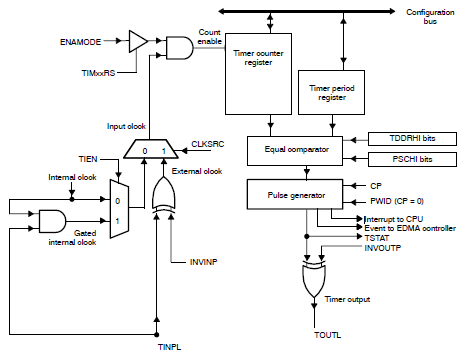 Configuration
bus
ENAMODE
Count
enable
TIMxxRS
Timer counter
register
Timer period
register
Input clock
0 1
CLKSRC
TDDRHI bits
Equal comparator
PSCHI bits
TIEN
External clock
Internal clock
0
1
Pulse generator
CP
PWID (CP = 0)
Interrupt to CPU
Event to EDMA controller
TSTAT
INVOUTP
Gated
internal clock
INVINP
Timer output
TOUTL
TINPL